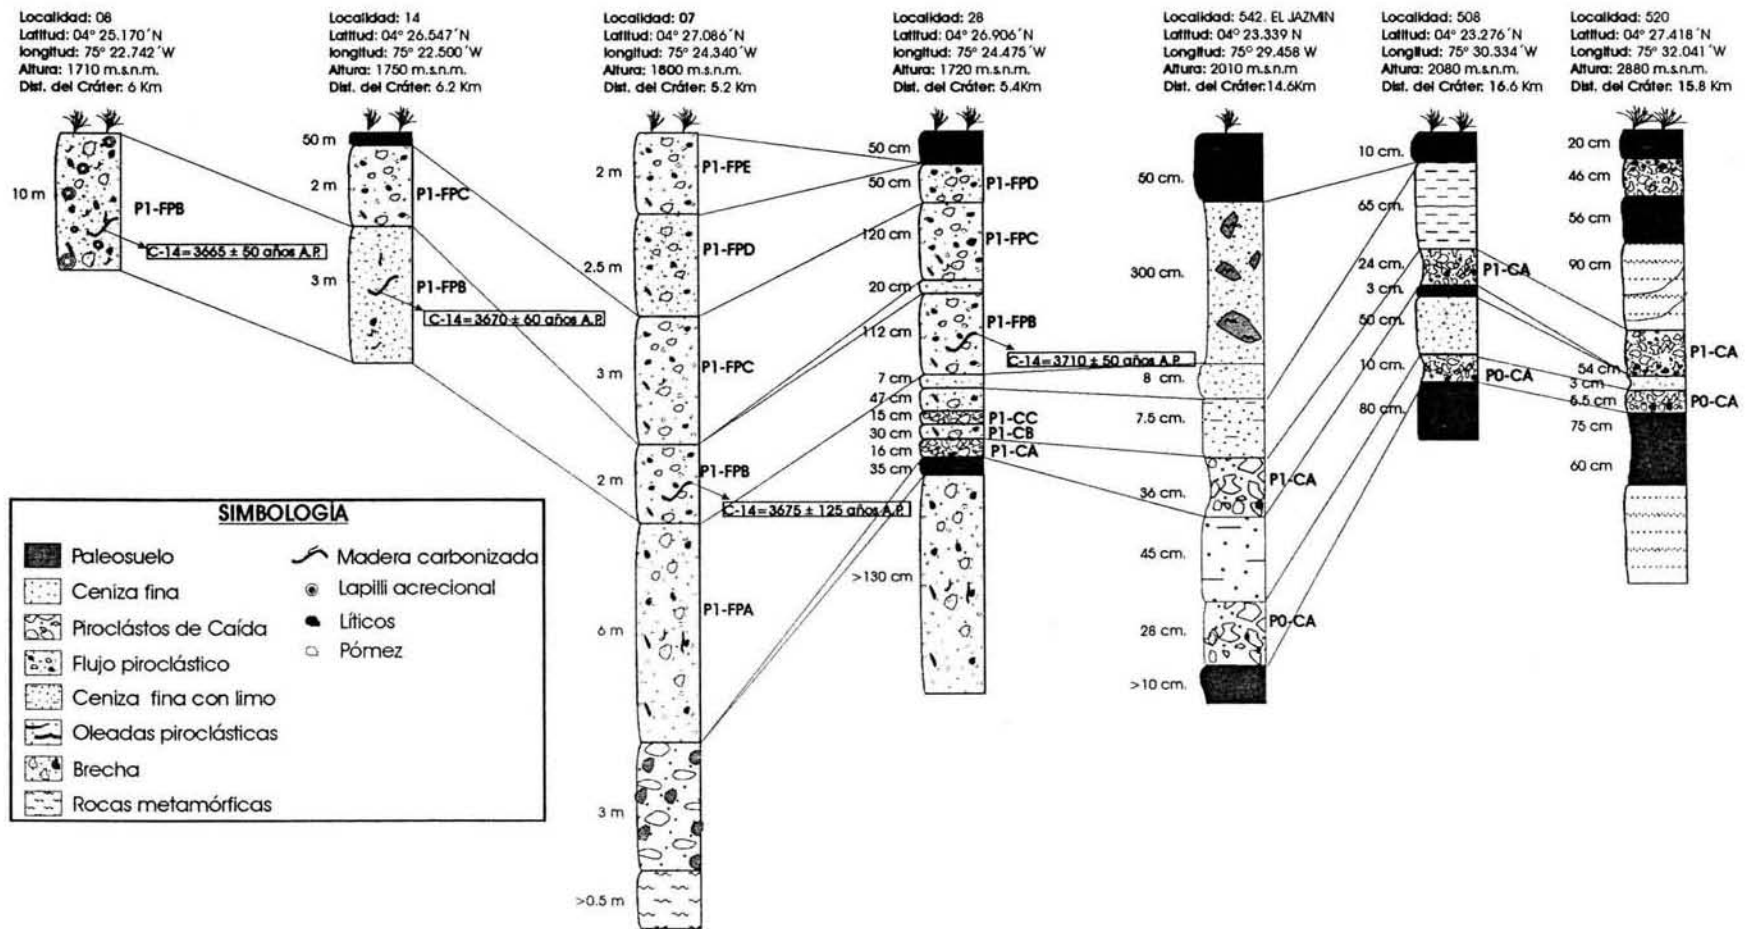 Localidad: 08
Latitud: 04° 25.170´N
longitud: 75° 22.742´W
Altura: 1710 m.s.n.m.
Dist. del Cráter: 6 Km
10 m
P1-FPB
C-14= 3665 ± 50 años A.P.
Localidad: 14
Latitud: 04° 26.547´N
longitud: 75° 22.500´W
Altura: 1750 m.s.n.m.
Dist. del Cráter: 6.2 Km
50 m
2 m
P1-FPC
3 m
P1-FPB
C-14= 3670 ± 60 años A.P.
Localidad: 07
Latitud: 04° 27.086´N
longitud: 75° 24.340´W
Altura: 1800 m.s.n.m.
Dist. del Cráter: 5.2 Km
2 m
P1-FPE
2.5 m
P1-FPD
3 m
P1-FPC
2 m
P1-FPB
C-14= 3675 ± 125 años A.P.
6 m
P1-FPA
3 m
>0.5 m
Localidad: 28
Latitud: 04° 26.906´N
longitud: 75° 24.475´W
Altura: 1720 m.s.n.m.
Dist. del Cráter: 5.4Km
50 cm
50 cm
P1-FPD
120 cm
P1-FPC
20 cm
112 cm
P1-FPB
C-14= 3710 ± 50 años A.P.
7 cm
47 cm
15 cm
P1-CC
30 cm
P1-CB
16 cm
P1-CA
35 cm
>130 cm
Localidad: 542. EL JAZMIN
Latitud: 04° 23.339 N
Longitud: 75° 29.458 W
Altura: 2010 m.s.n.m
Dist. del Cráter:14.6Km
50 cm.
300 cm.
8 cm.
7.5 cm.
36 cm.
P1-CA
45 cm.
28 cm.
P0-CA
>10 cm.
Localidad: 508
Latitud: 04° 23.276´N
Longitud: 75° 30.334´W
Altura: 2080 m.s.n.m.
Dist. del Cráter: 16.6 Km
10 cm.
65 cm.
24 cm.
P1-CA
3 cm.
50 cm.
10 cm.
P0-CA
80 cm.
Localidad: 520
Latitud: 04° 27.418´N
Longitud: 75° 32.041´W
Altura: 2880 m.s.n.m.
Dist. del Cráter: 15.8 Km
20 cm
46 cm
56 cm
90 cm
P1-CA
54 cm
3 cm
6.5 cm
P0-CA
75 cm
60 cm
SIMBOLOGÍA
Paleosuelo
Ceniza fina
Piroclástos de Caída
Flujo piroclástico
Ceniza fina con limo
Oleadas piroclásticas
Brecha
Rocas metamórficas
Madera carbonizada
Lapilli acrecional
Líticos
Pómez